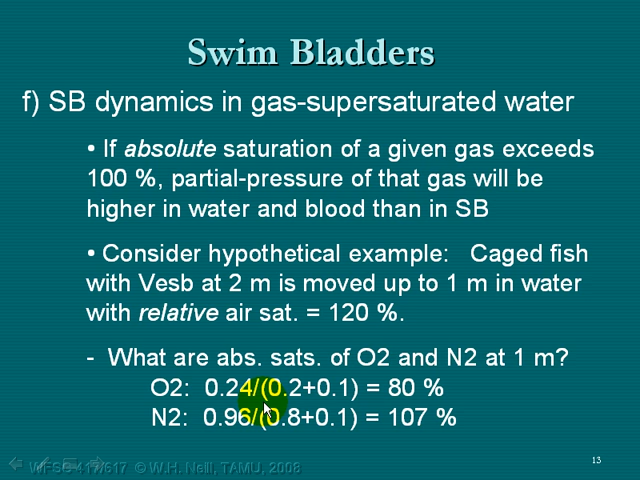 Swim Bladders
f) SB dynamics in gas-supersaturated water
• If absolute saturation of a given gas exceeds
100 %, partial-pressure of that gas will be
higher in water and blood than in SB
• Consider hypothetical example: Caged fish
with Vesb at 2 m is moved up to 1 m in water
with relative air sat. = 120 %.
- What are abs. sats. of O2 and N2 at 1 m?
O2: 0.24/(0.2+0.1) = 80 %
N2: 0.96/(0.8+0.1) = 107 %
WFSC 417/617 © W.H. Neill, TAMU, 2008
13